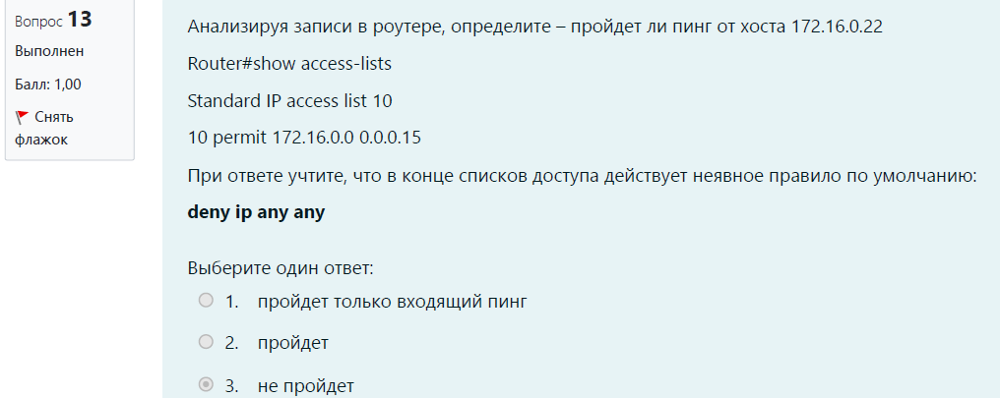 Вопрос 13
Выполнен
Балл: 1,00
Снять
флажок
Анализируя записи в роутере, определите – пройдет ли пинг от хоста 172.16.0.22
Router#show access-lists
Standard IP access list 10
10 permit 172.16.0.0 0.0.0.15
При ответе учтите, что в конце списков доступа действует неявное правило по умолчанию:
deny ip any any
Выберите один ответ:
1. пройдет только входящий пинг
2. пройдет
3. не пройдет